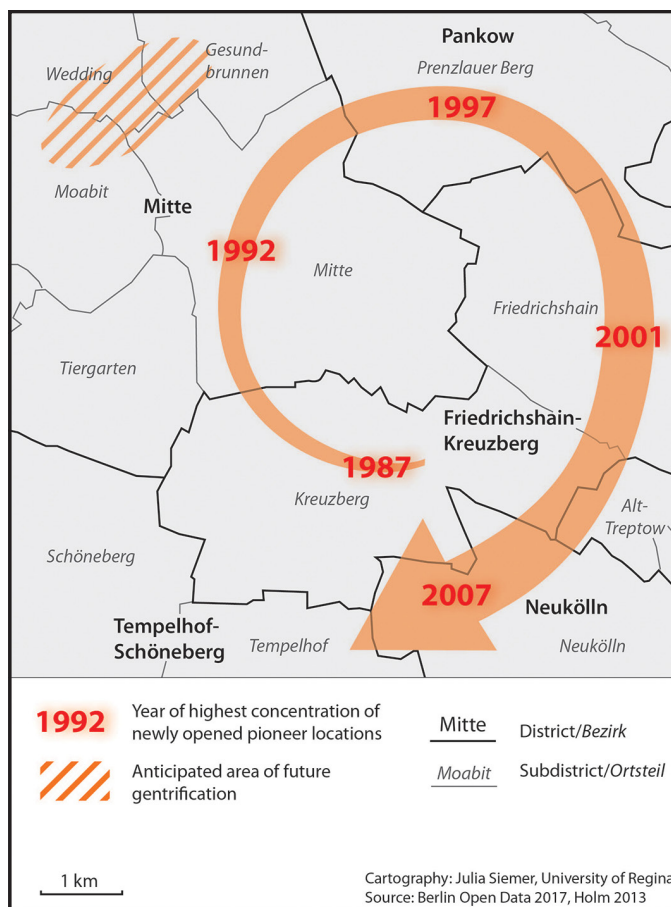 Pankow
Gesund-
brunnen
Wedding
Prenzlauer Berg
1997
Moabit
Mitte
1992
Mitte
Friedrichshain
2001
Tiergarten
Friedrichshain-
Kreuzberg
1987
Kreuzberg
Alt-
Treptow
Schöneberg
2007
Neukölln
Tempelhof-
Schöneberg
Tempelhof
Neukölln
1992
Year of highest concentration of
newly opened pioneer locations
Mitte
District/Bezirk
Anticipated area of future
gentrification
Moabit
Subdistrict/Ortsteil
1 km
Cartography: Julia Siemer, University of Regina
Source: Berlin Open Data 2017, Holm 2013